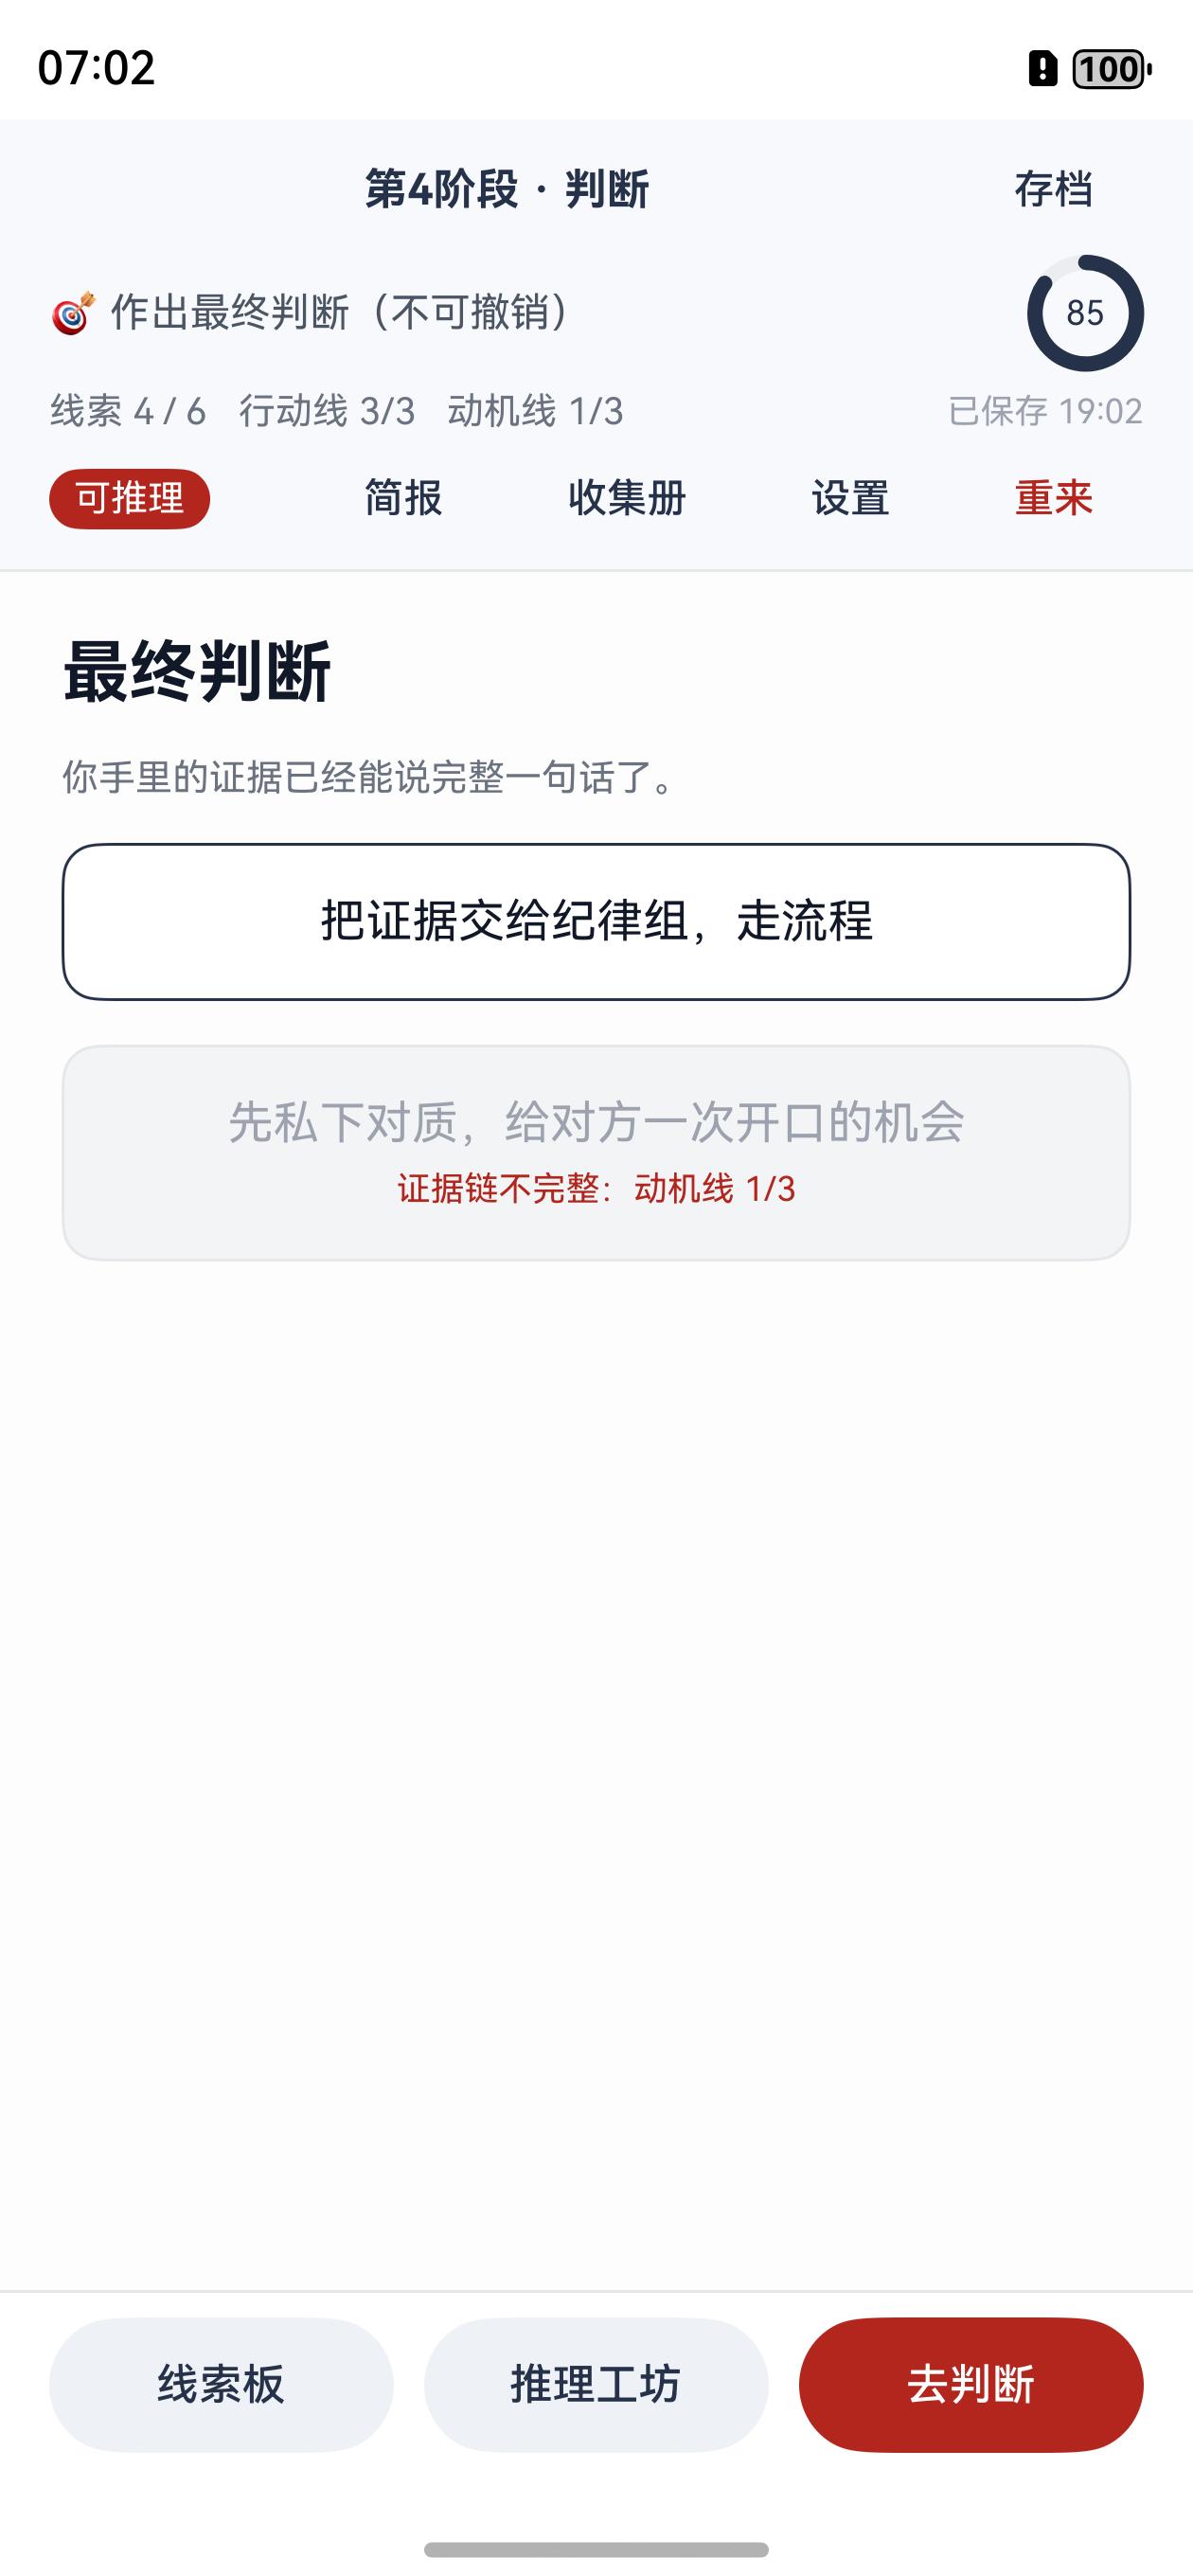 07:02
100
第4阶段 · 判断
存档
🎯 作出最终判断（不可撤销）
85
线索 4 / 6 行动线 3/3 动机线 1/3
已保存 19:02
可推理 简报 收集册 设置 重来
最终判断
你手里的证据已经能说完整一句话了。
把证据交给纪律组，走流程
先私下对质，给对方一次开口的机会
证据链不完整：动机线 1/3
线索板 推理工坊 去判断